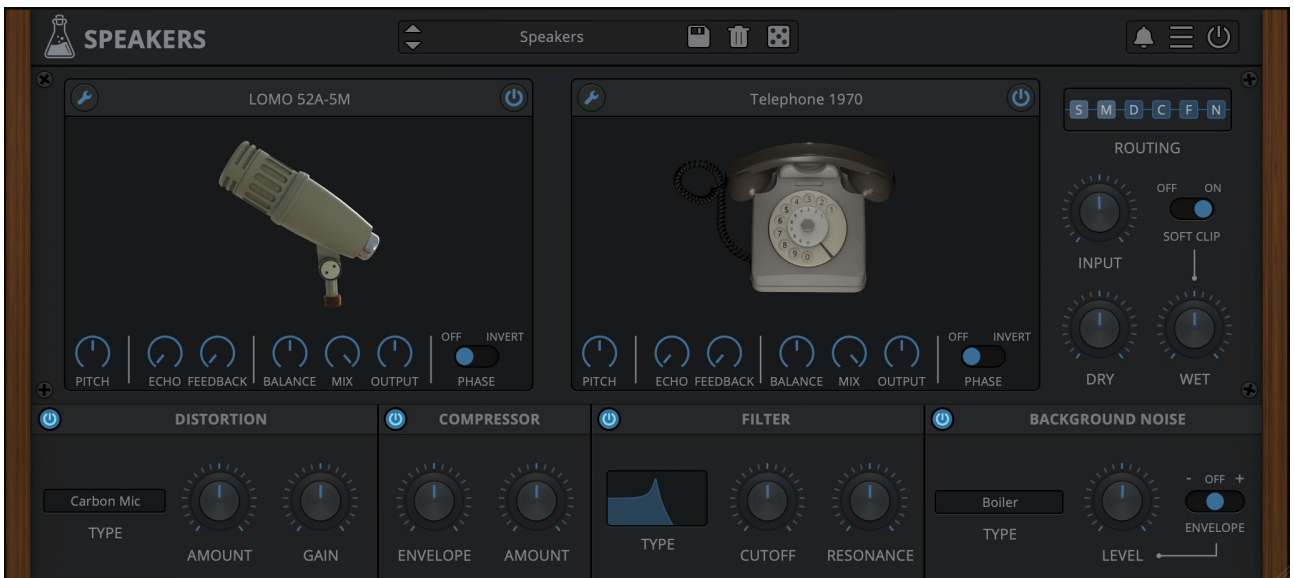 SPEAKERS
Speakers
LOMO 52A-5M
Telephone 1970
S M D C F N
ROUTING
OFF ON
SOFT CLIP
INPUT
DRY WET
OFF INVERT
PITCH ECHO FEEDBACK BALANCE MIX OUTPUT PHASE
OFF INVERT
PITCH ECHO FEEDBACK BALANCE MIX OUTPUT PHASE
DISTORTION
Carbon Mic
TYPE
AMOUNT GAIN
COMPRESSOR
ENVELOPE AMOUNT
FILTER
TYPE
CUTOFF RESONANCE
BACKGROUND NOISE
Boiler
TYPE
LEVEL
- OFF +
ENVELOPE